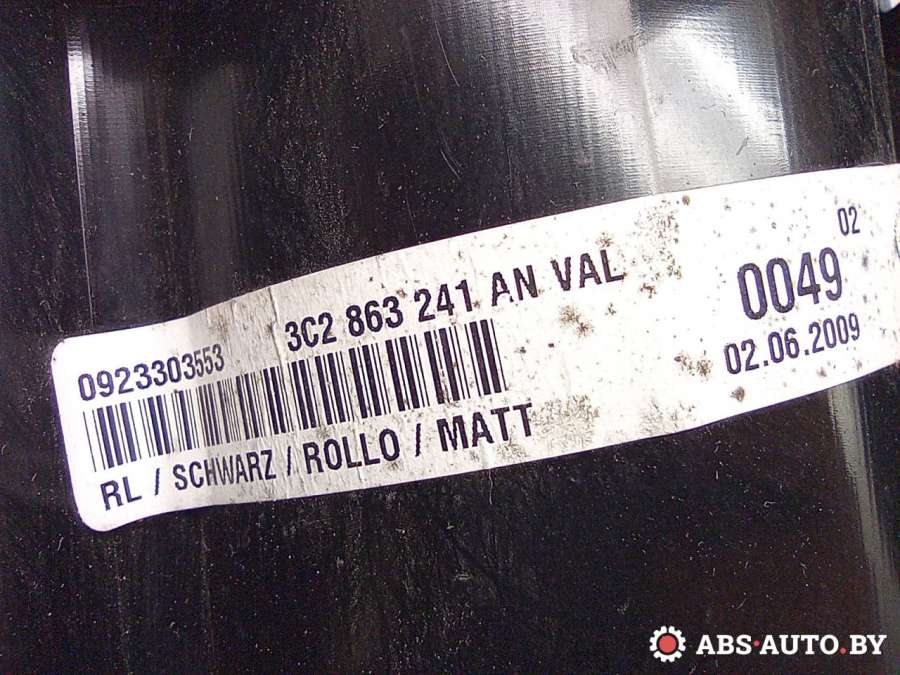 02
3C2 863 241 AN VAL
0049
0923303553
02.06.2009
RL / SCHWARZ / ROLLO / MATT
ABS·AUTO.BY